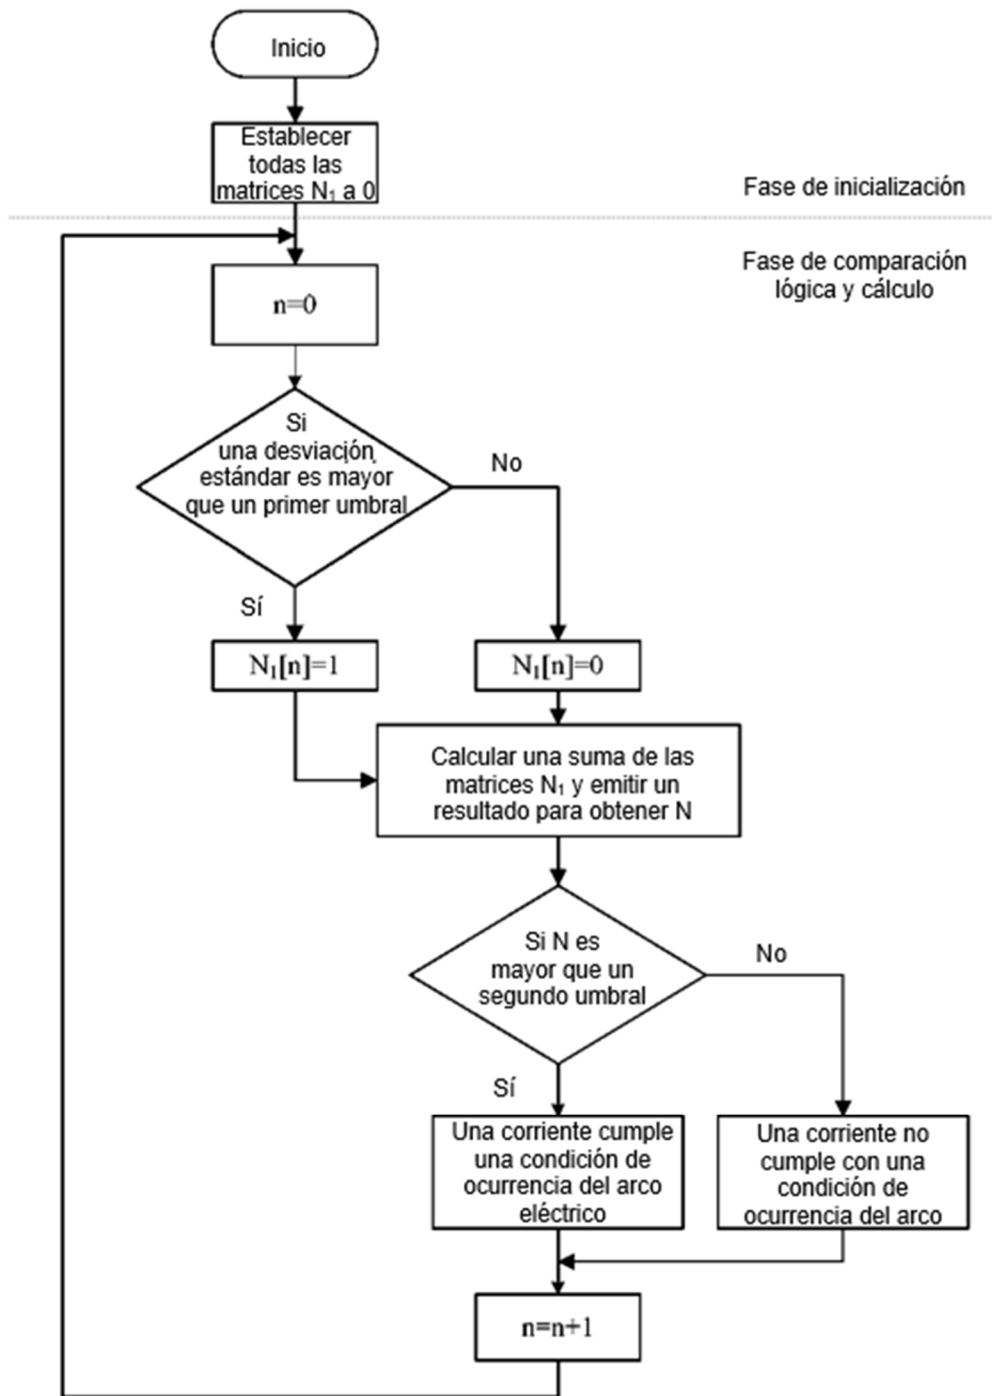 Inicio
Establecer
todas las
matrices N₁ a 0
Fase de inicialización
Fase de comparación
lógica y cálculo
n=0
Si
una desviación
estándar es mayor
que un primer umbral
No
Sí
N₁[n]=1
N₁[n]=0
Calcular una suma de las
matrices N₁ y emitir un
resultado para obtener N
Si N es
mayor que un
segundo umbral
No
Sí
Una corriente cumple
una condición de
ocurrencia del arco
eléctrico
Una corriente no
cumple con una
condición de
ocurrencia del arco
n=n+1